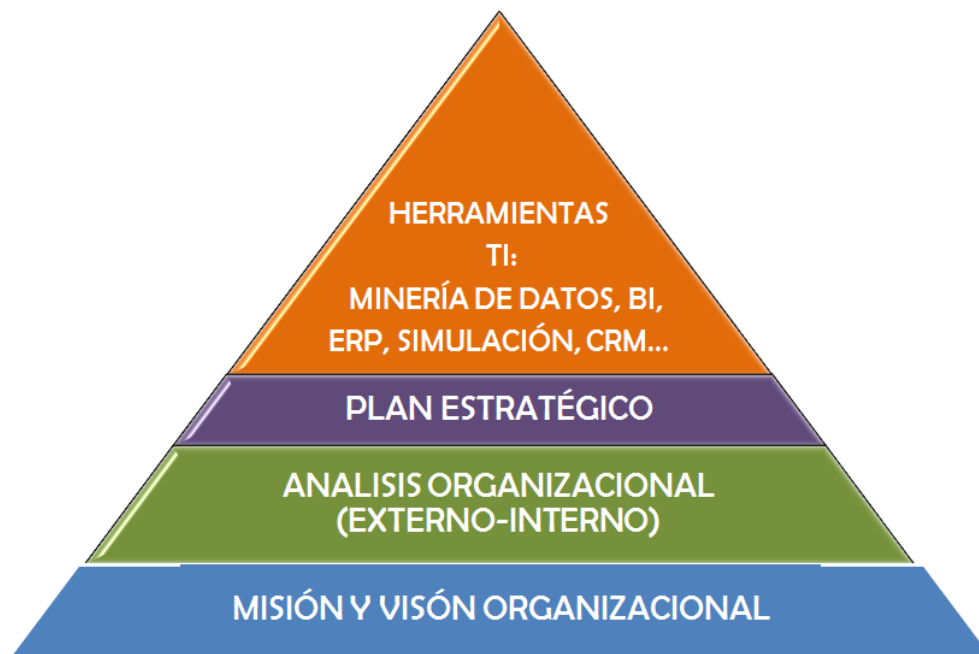 HERRAMIENTAS
TI:
MINERÍA DE DATOS, BI,
ERP, SIMULACIÓN, CRM...
PLAN ESTRATÉGICO
ANALISIS ORGANIZACIONAL
(EXTERNO-INTERNO)
MISIÓN Y VISÓN ORGANIZACIONAL